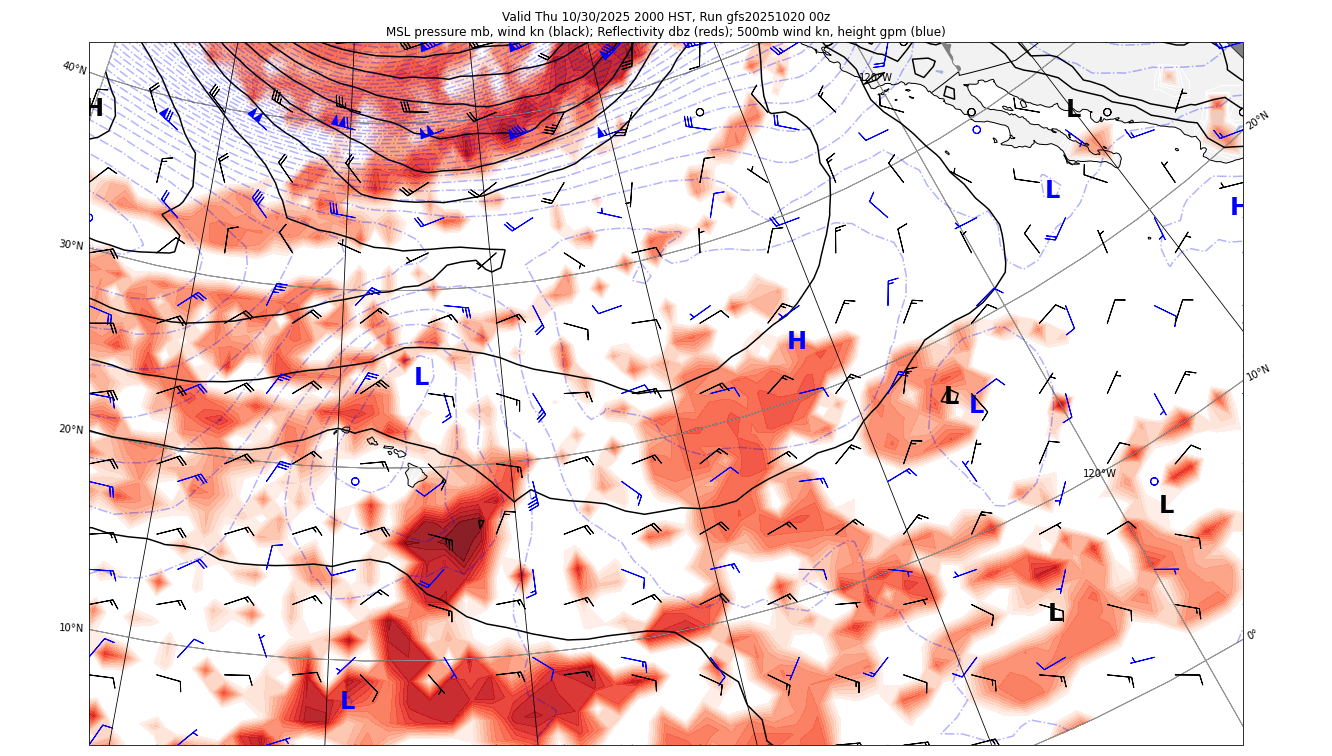 Valid Thu 10/30/2025 2000 HST, Run gfs20251020 00z
MSL pressure mb, wind kn (black); Reflectivity dbz (reds); 500mb wind kn, height gpm (blue)
40°N
120°W
H
L
20°N
L
H
30°N
H
L
10°N
L
L
20°N
120°W
L
L
10°N
0°
L